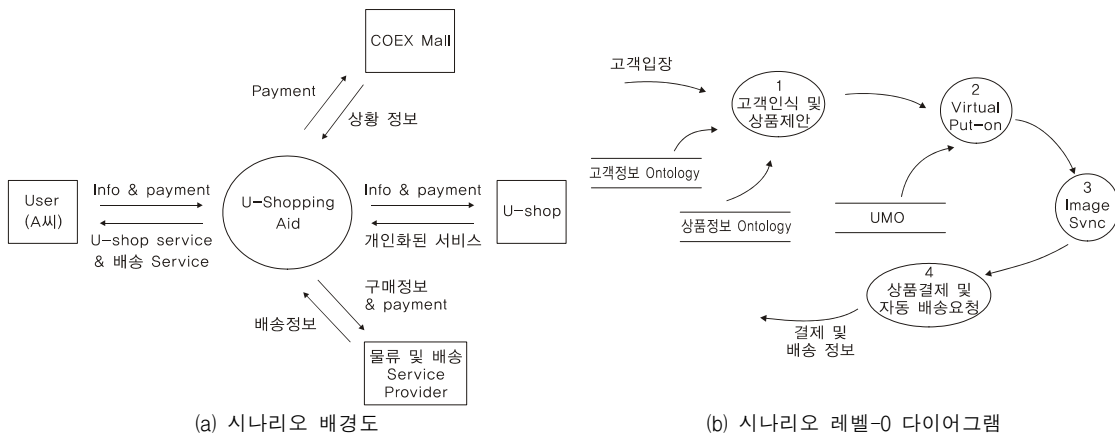 COEX Mall
Payment
상황 정보
User
(A씨)
Info & payment
U-shop service
& 배송 Service
U-Shopping
Aid
Info & payment
개인화된 서비스
U-shop
구매정보
& payment
배송정보
물류 및 배송
Service
Provider
(a) 시나리오 배경도
고객입장
1
고객인식 및
상품제안
2
Virtual
Put-on
고객정보 Ontology
상품정보 Ontology
UMO
3
Image
Svnc
4
상품결제 및
자동 배송요청
결제 및
배송 정보
(b) 시나리오 레벨-0 다이어그램